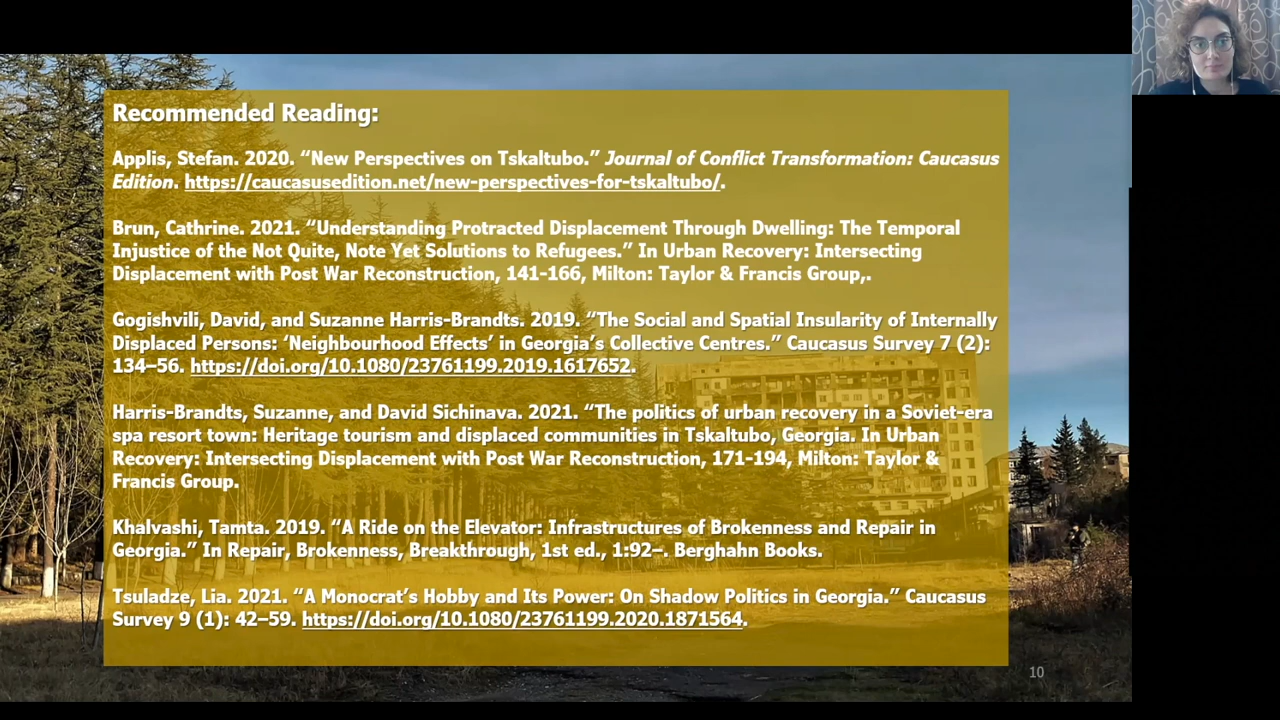 Recommended Reading:
Applis, Stefan. 2020. “New Perspectives on Tskaltubo.” Journal of Conflict Transformation: Caucasus
Edition. https://caucasusedition.net/new-perspectives-for-tskaltubo/.
Brun, Cathrine. 2021. “Understanding Protracted Displacement Through Dwelling: The Temporal
Injustice of the Not Quite, Note Yet Solutions to Refugees.” In Urban Recovery: Intersecting
Displacement with Post War Reconstruction, 141-166, Milton: Taylor & Francis Group,.
Gogishvili, David, and Suzanne Harris-Brandts. 2019. “The Social and Spatial Insularity of Internally
Displaced Persons: ‘Neighbourhood Effects’ in Georgia’s Collective Centres.” Caucasus Survey 7 (2):
134–56. https://doi.org/10.1080/23761199.2019.1617652.
Harris-Brandts, Suzanne, and David Sichinava. 2021. “The politics of urban recovery in a Soviet-era
spa resort town: Heritage tourism and displaced communities in Tskaltubo, Georgia. In Urban
Recovery: Intersecting Displacement with Post War Reconstruction, 171-194, Milton: Taylor &
Francis Group.
Khalvashi, Tamta. 2019. “A Ride on the Elevator: Infrastructures of Brokenness and Repair in
Georgia.” In Repair, Brokenness, Breakthrough, 1st ed., 1:92–. Berghahn Books.
Tsuladze, Lia. 2021. “A Monocrat’s Hobby and Its Power: On Shadow Politics in Georgia.” Caucasus
Survey 9 (1): 42–59. https://doi.org/10.1080/23761199.2020.1871564.
10